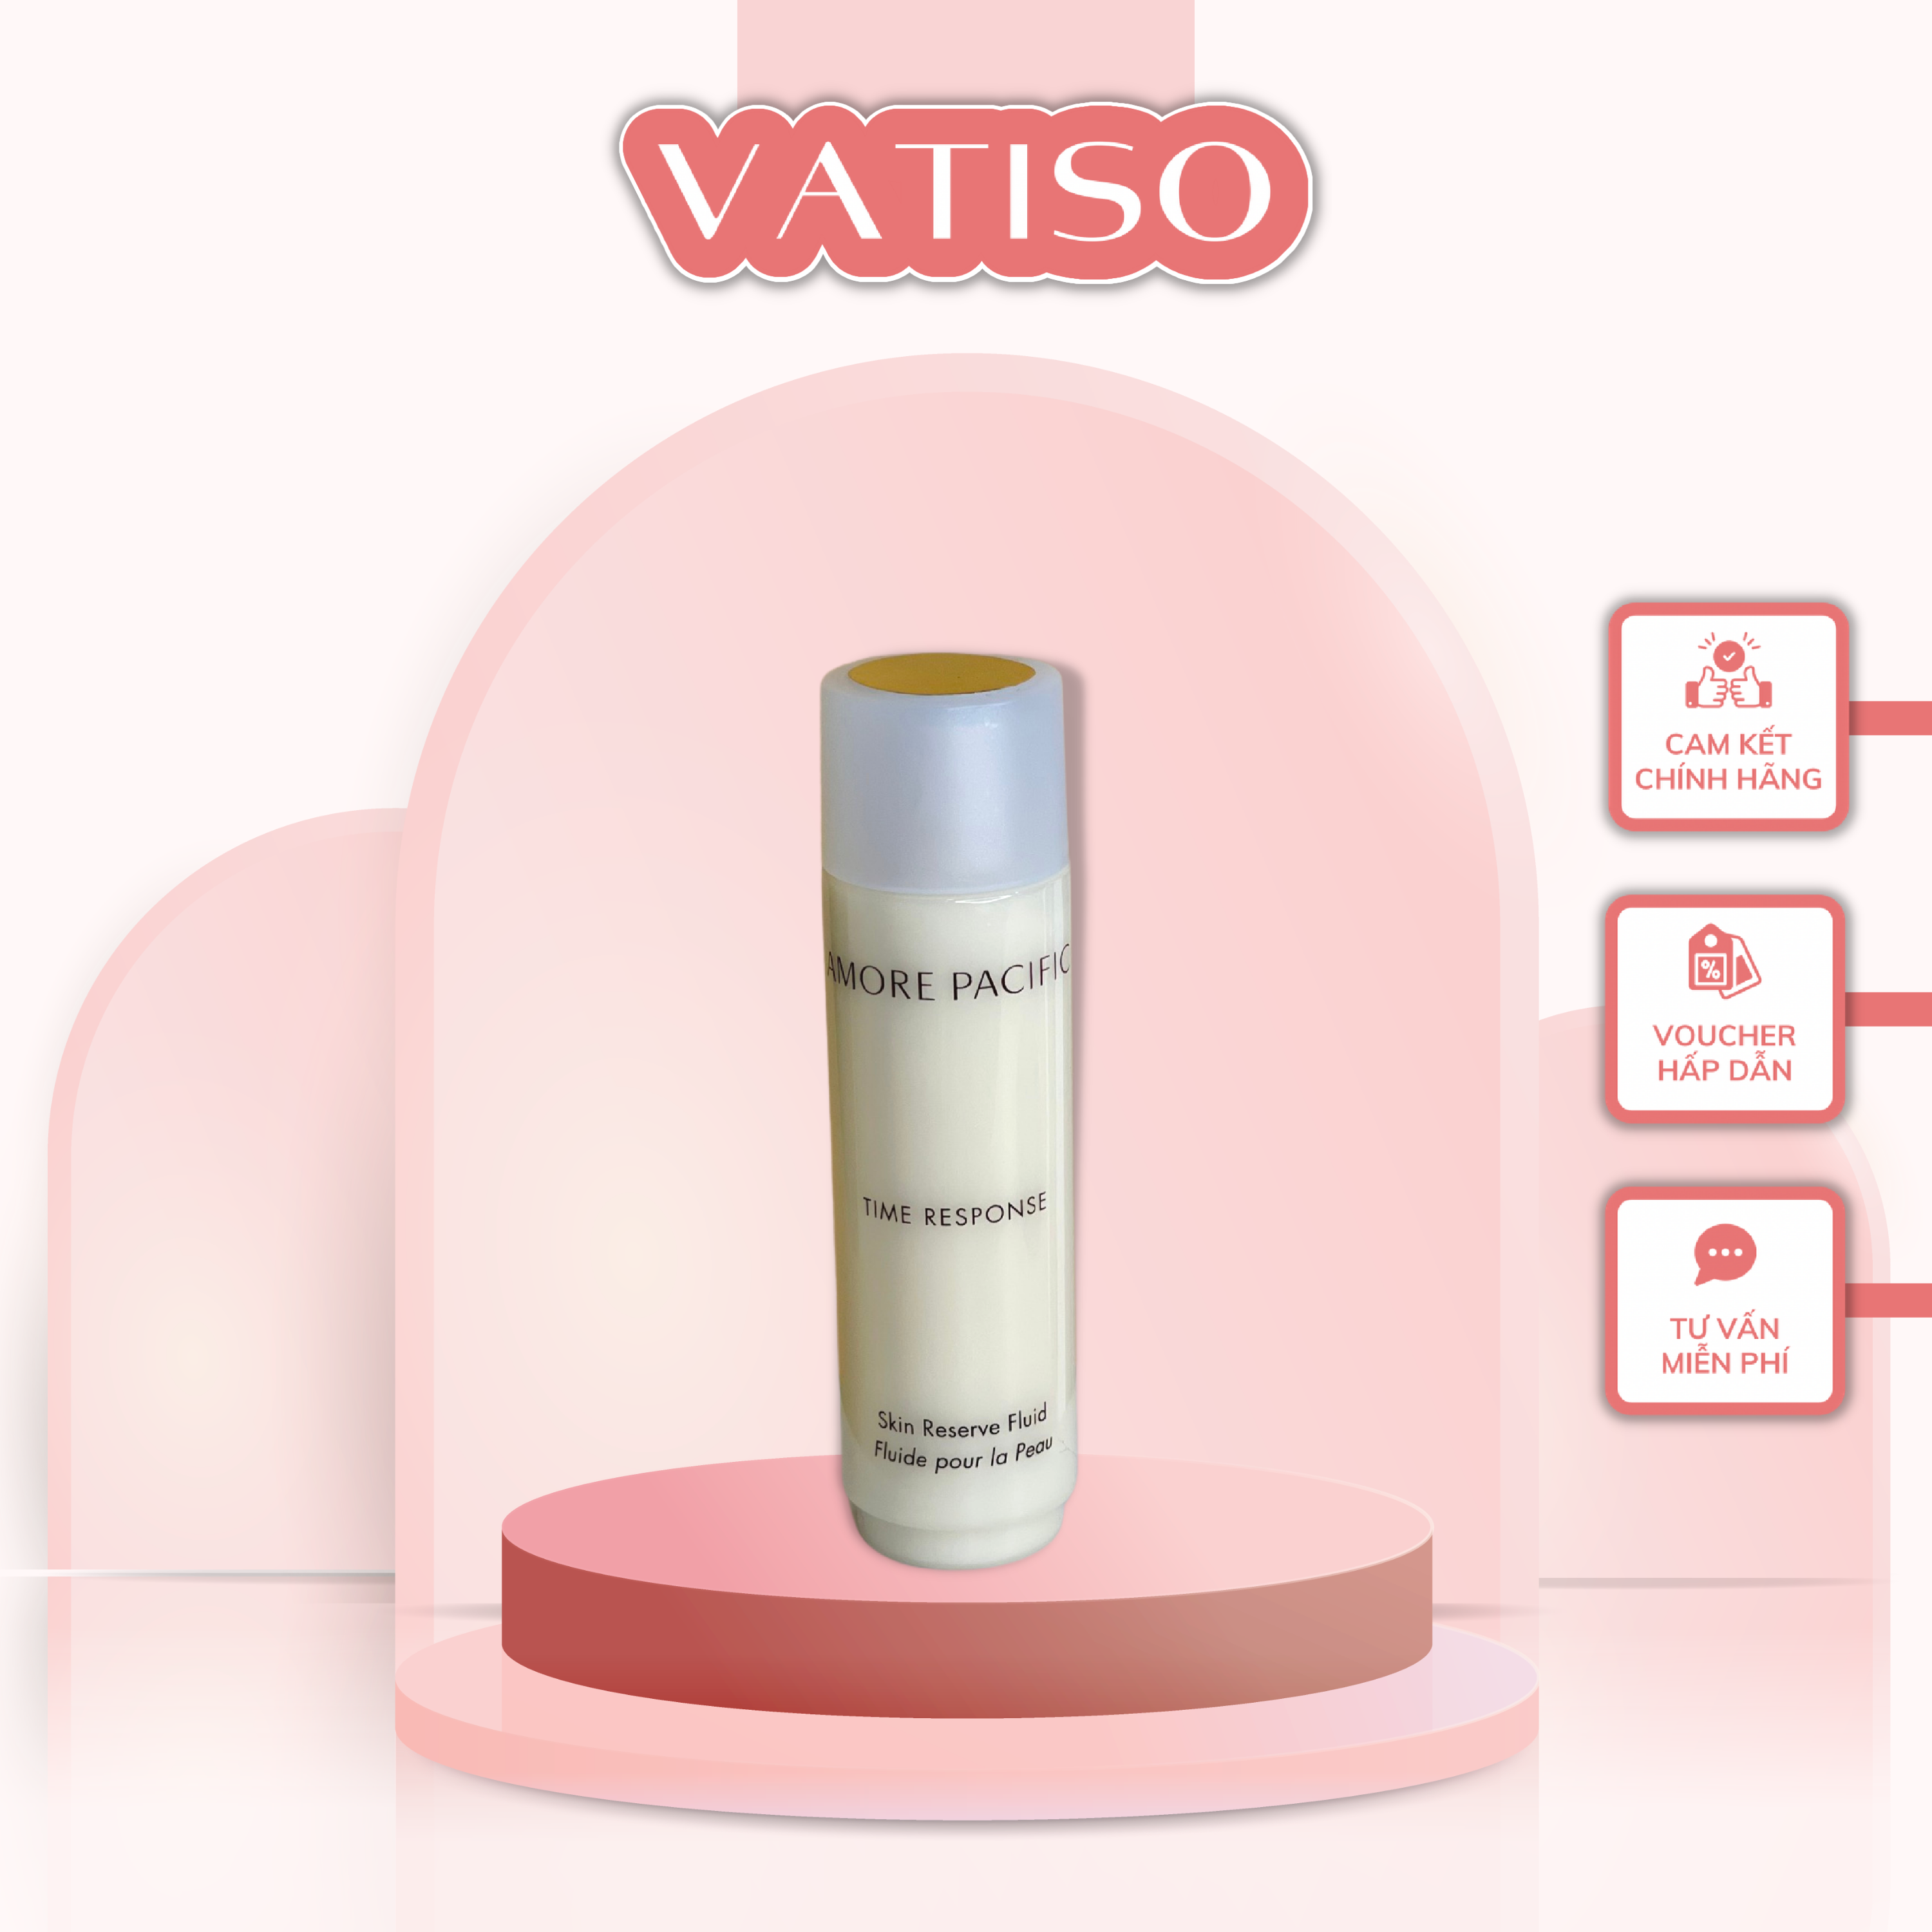 VATISO
CAM KẾT
CHÍNH HÃNG
AMORE PACIFIC
VOUCHER
HẤP DẪN
TIME RESPONSE
TƯ VẤN
MIỄN PHÍ
Skin Reserve Fluid
Fluide pour la Peau